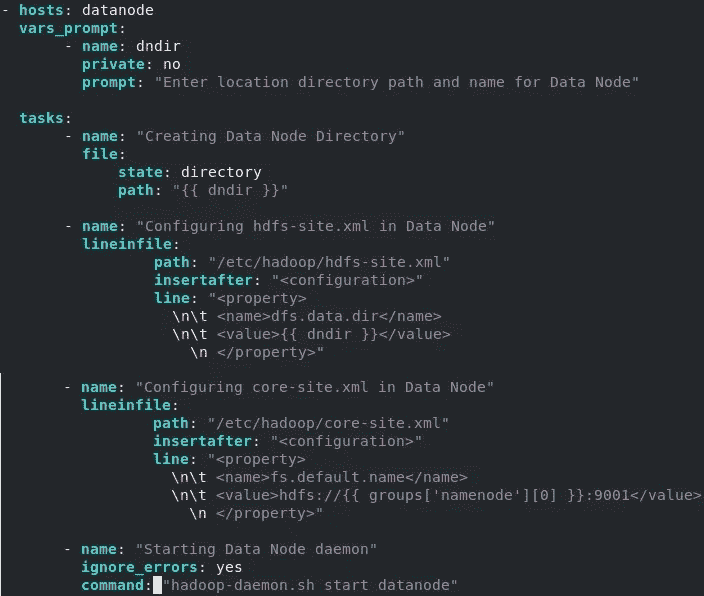 - hosts: datanode
  vars_prompt:
       - name: dndir
         private: no
         prompt: "Enter location directory path and name for Data Node"

  tasks:
       - name: "Creating Data Node Directory"
         file:
             state: directory
             path: "{{ dndir }}"

       - name: "Configuring hdfs-site.xml in Data Node"
         lineinfile:
                 path: "/etc/hadoop/hdfs-site.xml"
                 insertafter: "<configuration>"
                 line: "<property>
                   \n\t <name>dfs.data.dir</name>
                   \n\t <value>{{ dndir }}</value>
                     \n </property>"

       - name: "Configuring core-site.xml in Data Node"
         lineinfile:
                 path: "/etc/hadoop/core-site.xml"
                 insertafter: "<configuration>"
                 line: "<property>
                   \n\t <name>fs.default.name</name>
                   \n\t <value>hdfs://{{ groups['namenode'][0] }}:9001</value>
                     \n </property>"

       - name: "Starting Data Node daemon"
         ignore_errors: yes
         command: "hadoop-daemon.sh start datanode"